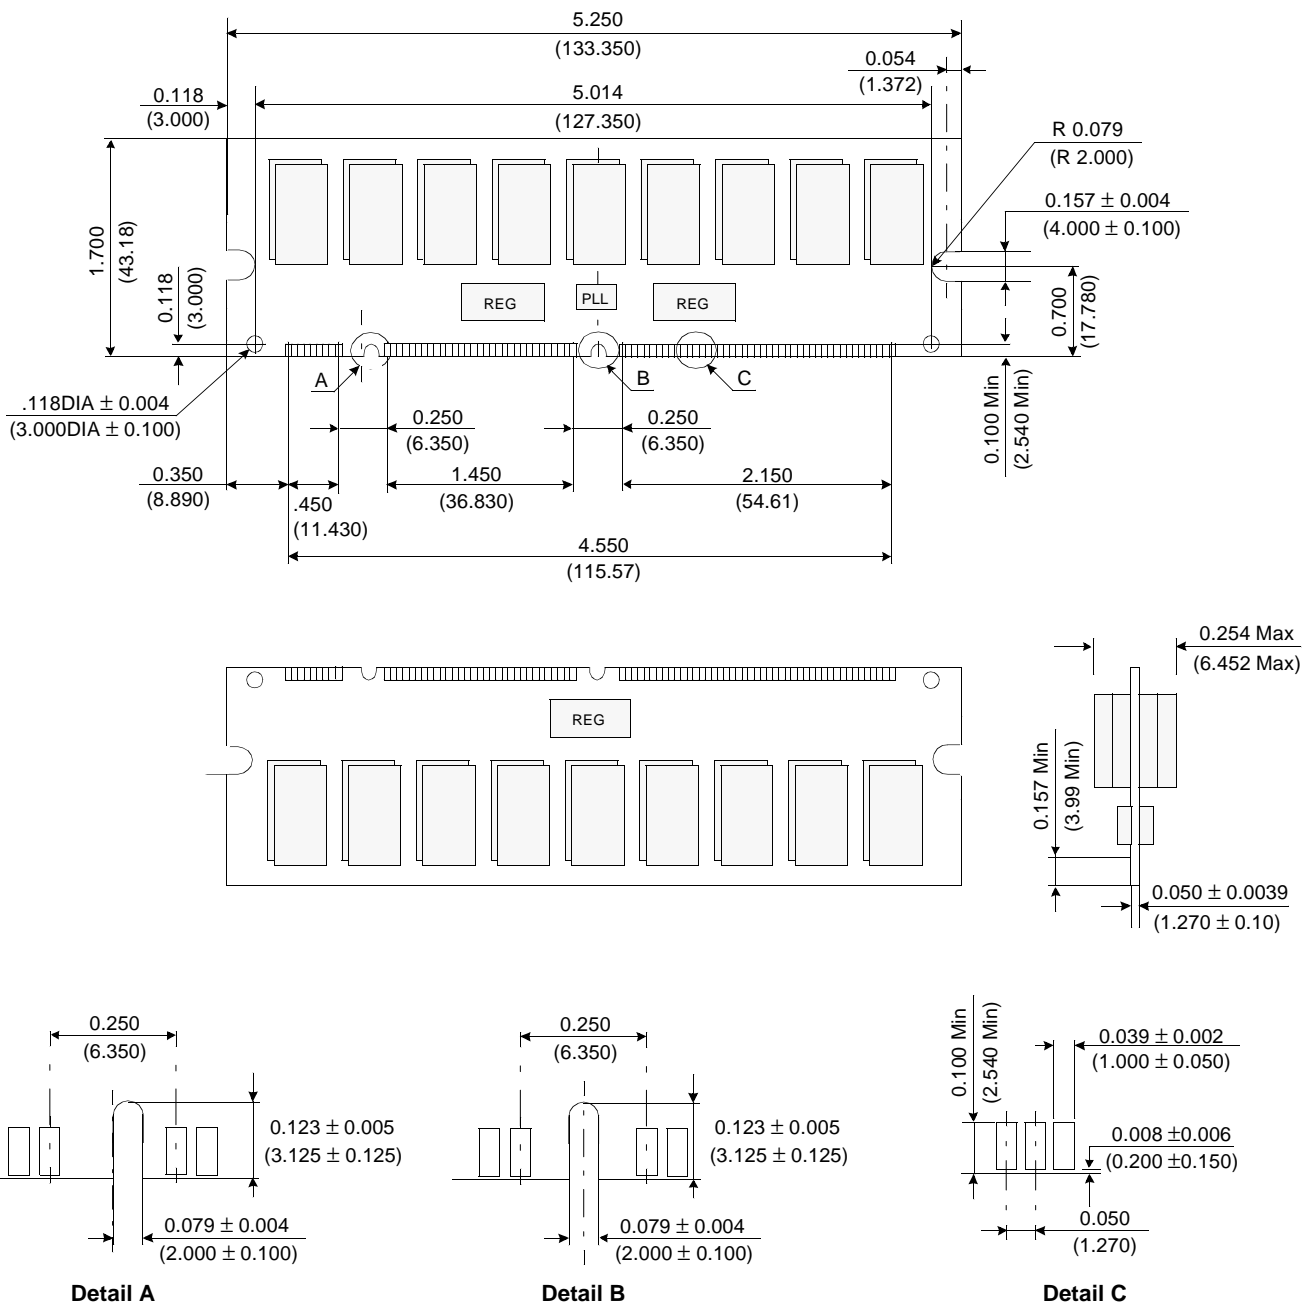 5.250
(133.350)
0.054
(1.372)
0.118
(3.000)
5.014
(127.350)
R 0.079
(R 2.000)
0.157 ± 0.004
(4.000 ± 0.100)
1.700
(43.18)
0.118
(3.000)
REG
PLL
REG
0.700
(17.780)
A
B
C
.118DIA ± 0.004
(3.000DIA ± 0.100)
0.250
(6.350)
0.250
(6.350)
0.100 Min
(2.540 Min)
0.350
(8.890)
.450
(11.430)
1.450
(36.830)
2.150
(54.61)
4.550
(115.57)
REG
0.254 Max
(6.452 Max)
0.157 Min
(3.99 Min)
0.050 ± 0.0039
(1.270 ± 0.10)
0.250
(6.350)
0.123 ± 0.005
(3.125 ± 0.125)
0.079 ± 0.004
(2.000 ± 0.100)
Detail A
0.250
(6.350)
0.123 ± 0.005
(3.125 ± 0.125)
0.079 ± 0.004
(2.000 ± 0.100)
Detail B
0.100 Min
(2.540 Min)
0.039 ± 0.002
(1.000 ± 0.050)
0.008 ±0.006
(0.200 ±0.150)
0.050
(1.270)
Detail C